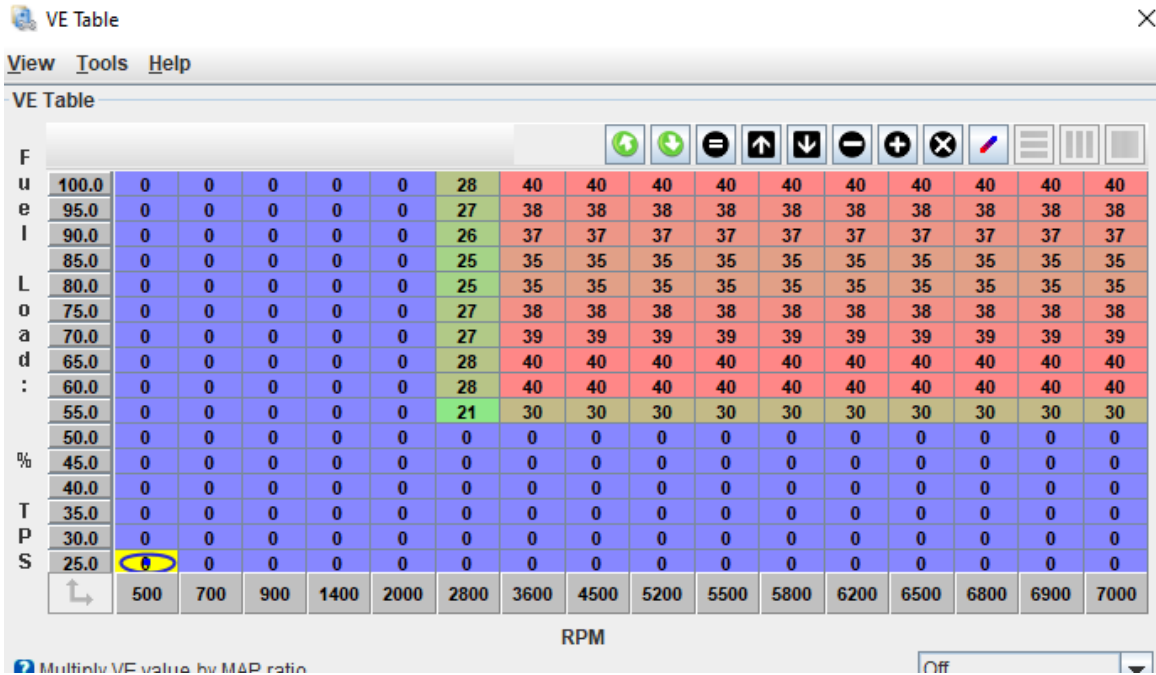 VE Table
View Tools Help
VE Table
Fuel Load: % TPS
100.0 0 0 0 0 0 28 40 40 40 40 40 40 40 40 40 40
95.0 0 0 0 0 0 27 38 38 38 38 38 38 38 38 38 38
90.0 0 0 0 0 0 26 37 37 37 37 37 37 37 37 37 37
85.0 0 0 0 0 0 25 35 35 35 35 35 35 35 35 35 35
80.0 0 0 0 0 0 25 35 35 35 35 35 35 35 35 35 35
75.0 0 0 0 0 0 27 38 38 38 38 38 38 38 38 38 38
70.0 0 0 0 0 0 27 39 39 39 39 39 39 39 39 39 39
65.0 0 0 0 0 0 28 40 40 40 40 40 40 40 40 40 40
60.0 0 0 0 0 0 28 40 40 40 40 40 40 40 40 40 40
55.0 0 0 0 0 0 21 30 30 30 30 30 30 30 30 30 30
50.0 0 0 0 0 0 0 0 0 0 0 0 0 0 0 0 0
45.0 0 0 0 0 0 0 0 0 0 0 0 0 0 0 0 0
40.0 0 0 0 0 0 0 0 0 0 0 0 0 0 0 0 0
35.0 0 0 0 0 0 0 0 0 0 0 0 0 0 0 0 0
30.0 0 0 0 0 0 0 0 0 0 0 0 0 0 0 0 0
25.0 0 0 0 0 0 0 0 0 0 0 0 0 0 0 0 0
500 700 900 1400 2000 2800 3600 4500 5200 5500 5800 6200 6500 6800 6900 7000
RPM
Multiply VE value by MAP ratio Off